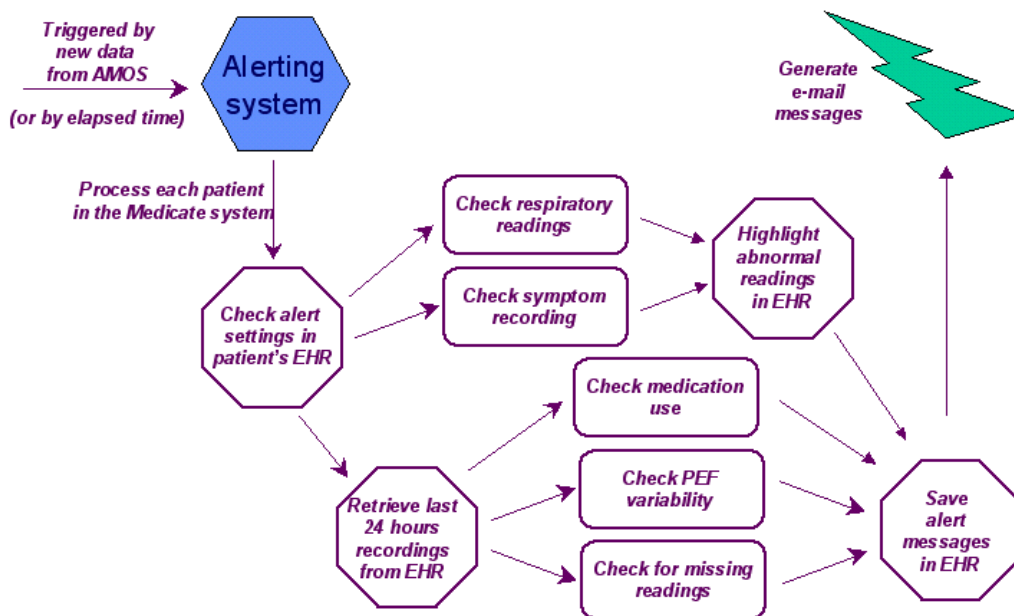 Triggered by
new data
from AMOS
(or by elapsed time)
Alerting
system
Generate
e-mail
messages
Process each patient
in the Medicate system
Check respiratory
readings
Highlight
abnormal
readings
in EHR
Check symptom
recording
Check alert
settings in
patient's EHR
Check medication
use
Check PEF
variability
Retrieve last
24 hours
recordings
from EHR
Save
alert
messages
in EHR
Check for missing
readings